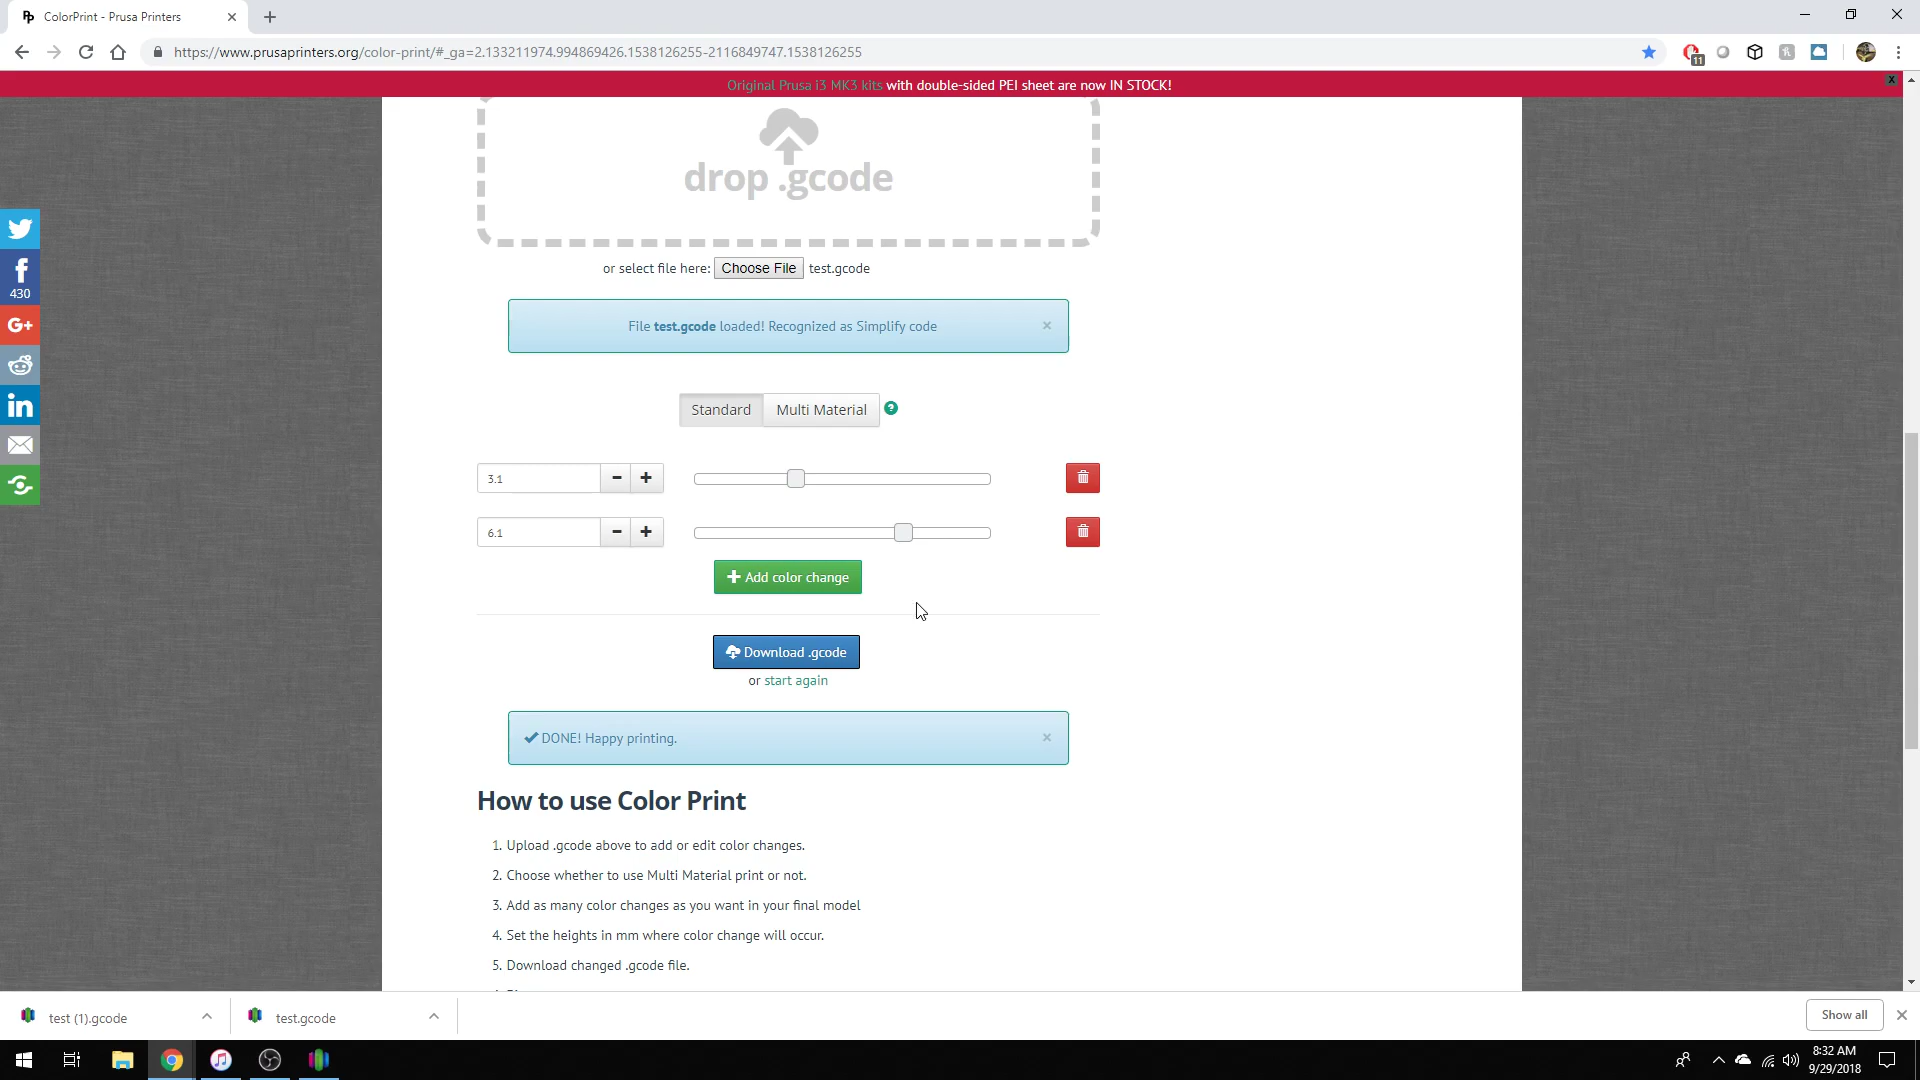 ColorPrint - Prusa Printers
https://www.prusaprinters.org/color-print/#_ga=2.133211974.994869426.1538126255-2116849747.1538126255
11
Original Prusa i3 MK3 kits with double-sided PEI sheet are now IN STOCK!
x
drop .gcode
or select file here: Choose File test.gcode
File test.gcode loaded! Recognized as Simplify code ×
Standard Multi Material ?
3.1 - +
6.1 - +
+ Add color change
Download .gcode
or start again
DONE! Happy printing. ×
How to use Color Print
1. Upload .gcode above to add or edit color changes.
2. Choose whether to use Multi Material print or not.
3. Add as many color changes as you want in your final model
4. Set the heights in mm where color change will occur.
5. Download changed .gcode file.
430
G+
in
test (1).gcode
test.gcode
Show all
8:32 AM
9/29/2018